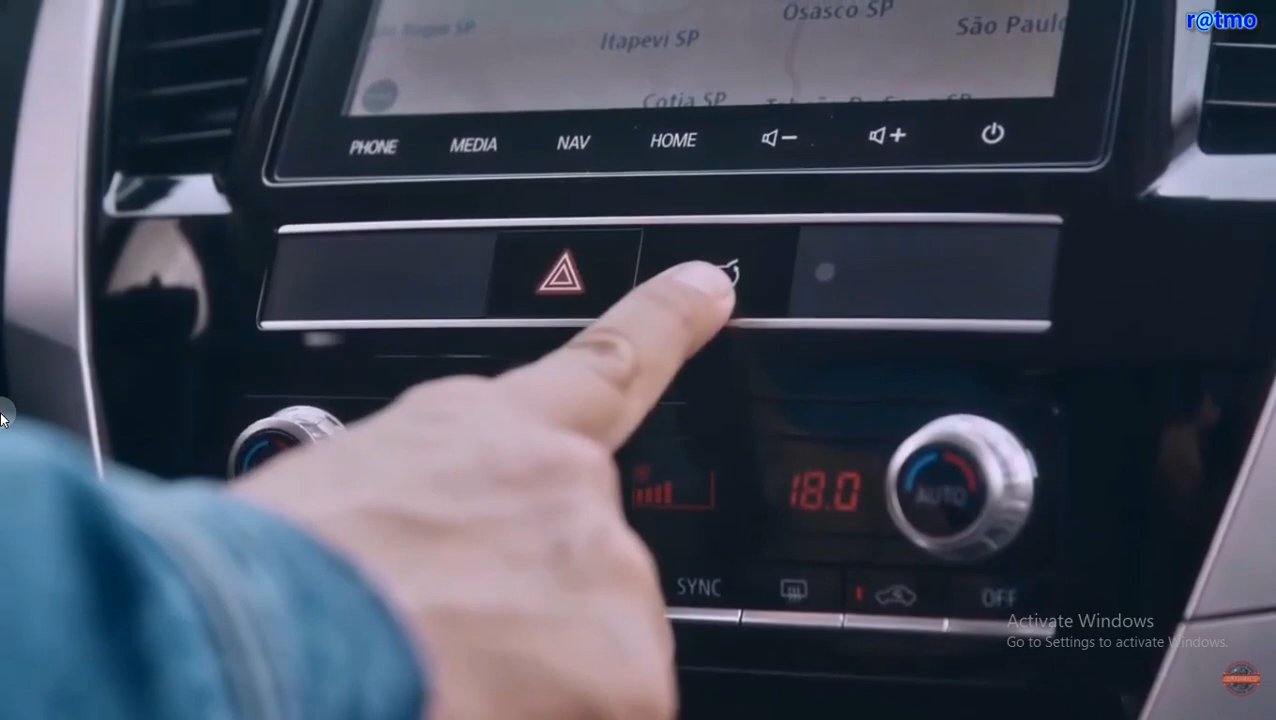 r@tmo
Osasco SP
São Paulo
Itapevi SP
Cotia SP
PHONE MEDIA NAV HOME
18.0
AUTO
SYNC
OFF
Activate Windows
Go to Settings to activate Windows.